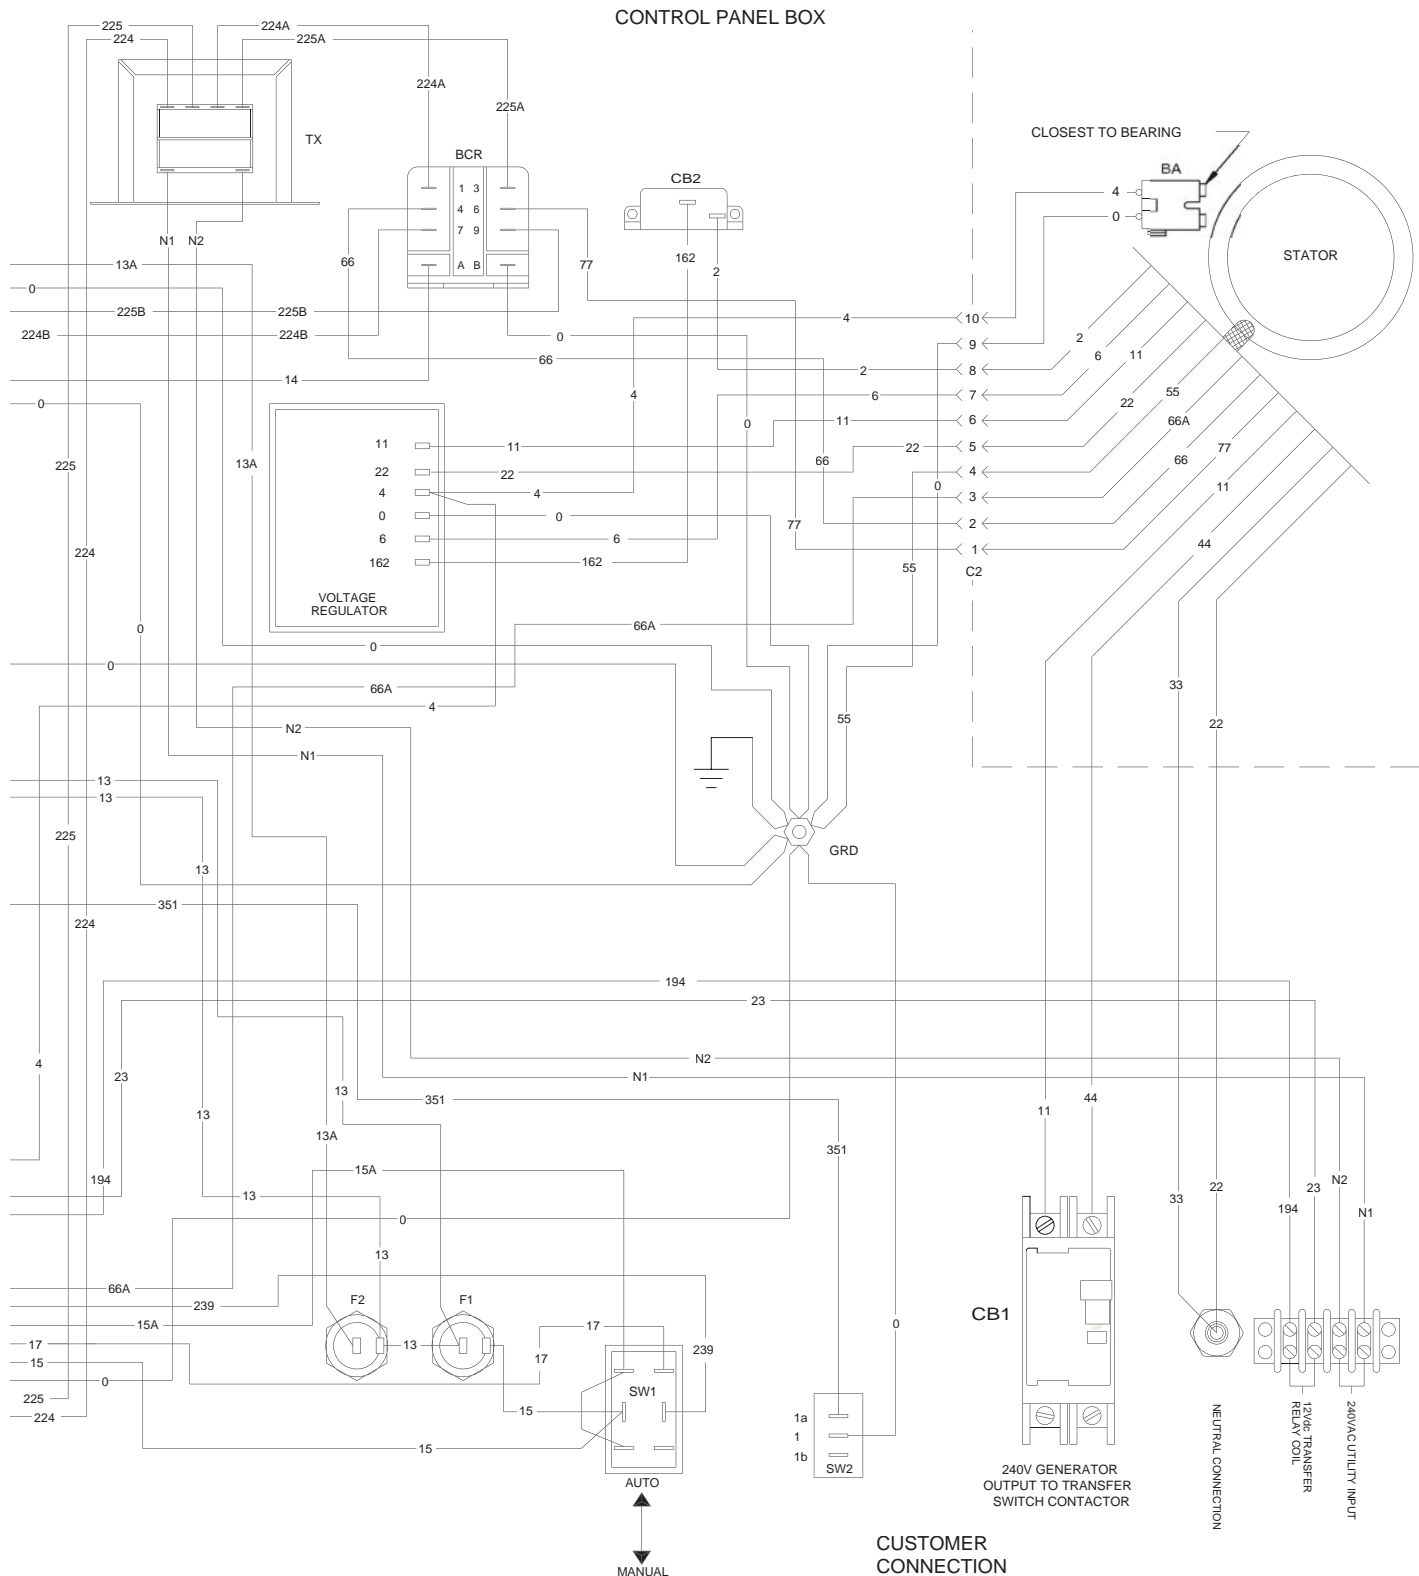 CONTROL PANEL BOX
225
224A
224
225A
224A
225A
CLOSEST TO BEARING
TX
BCR
BA
CB2
1 3
4
4 6
0
7 9
N1 N2
STATOR
13A
66
A B
77
162
2
0
225B
225B
4
10
224B
224B
0
9
2
6
11
66
2
8
14
6
7
4
55
22
0
11
6
66A
0
11
11
22
5
77
225
13A
22
22
66
4
66
4
4
0
3
11
0
0
77
2
6
6
44
224
1
162
162
55
C2
VOLTAGE
REGULATOR
0
66A
0
0
66A
33
4
55
22
N2
N1
13
13
225
GRD
13
351
224
194
23
N2
4
23
N1
13
351
44
11
13
13A
351
15A
194
N2
13
33
22
23
0
194
N1
13
66A
F2
F1
239
CB1
15A
17
0
OFF
17
13
239
15
17
0
SW1
225
15
1a
224
1
15
1b
SW2
AUTO
240V GENERATOR
OUTPUT TO TRANSFER
SWITCH CONTACTOR
NEUTRAL CONNECTION
12Vdc TRANSFER
RELAY COIL
240VAC UTILITY INPUT
MANUAL
CUSTOMER
CONNECTION